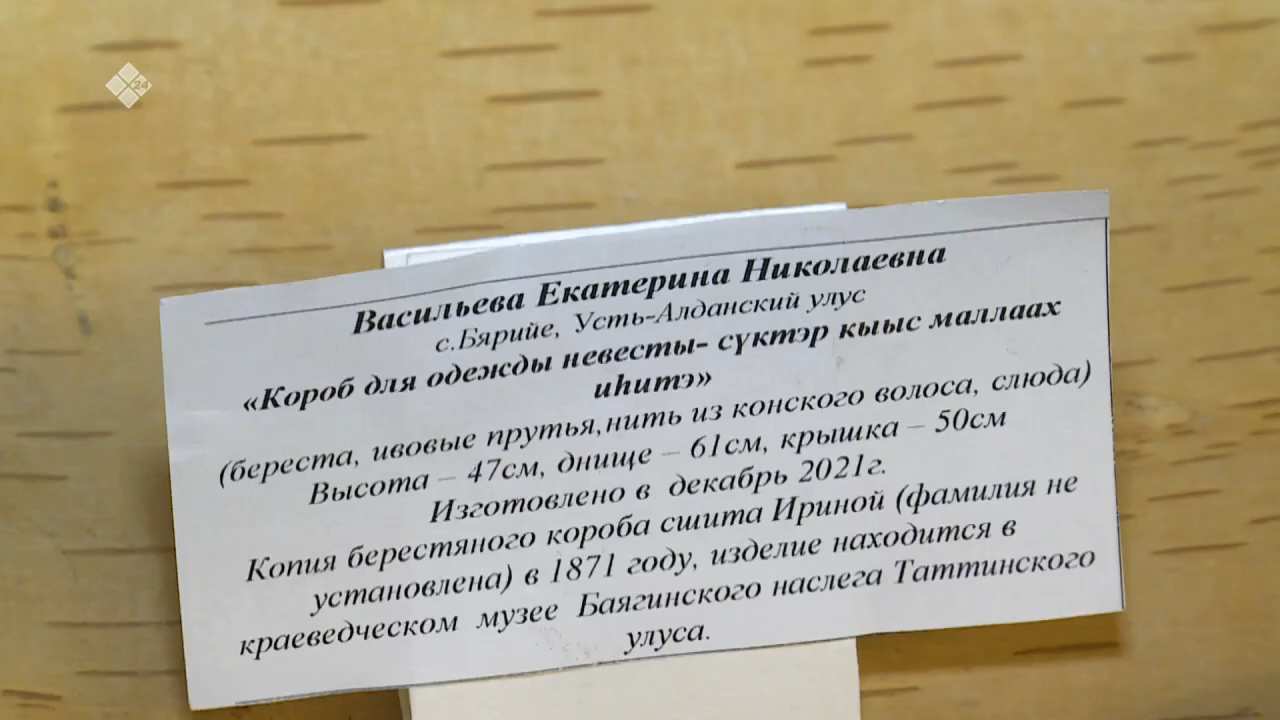 24
Васильева Екатерина Николаевна
с.Бярийе, Усть-Алданский улус
«Короб для одежды невесты- сүктэр кыыс маллаах
иһитэ»
(береста, ивовые прутья,нить из конского волоса, слюда)
Высота – 47см, днище – 61см, крышка – 50см
Изготовлено в декабрь 2021г.
Копия берестяного короба сшита Ириной (фамилия не
установлена) в 1871 году, изделие находится в
краеведческом музее Баягинского наслега Таттинского
улуса.